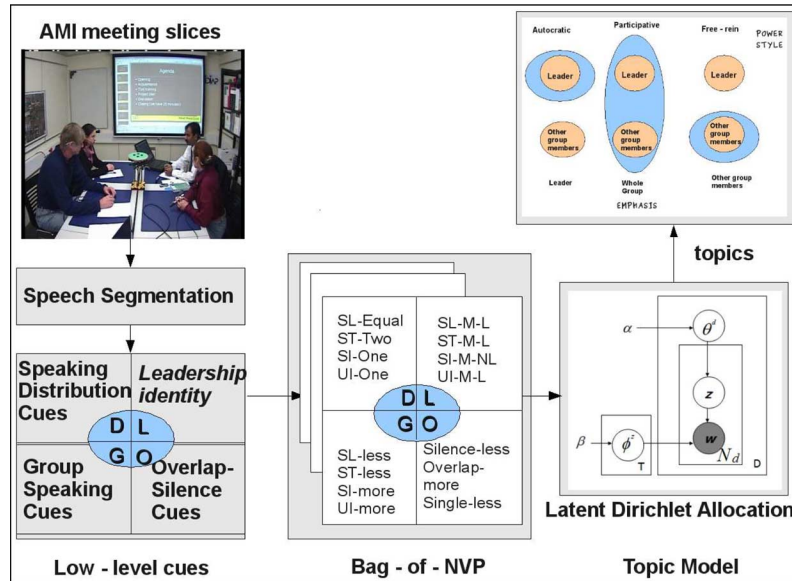 AMI meeting slices
Agenda
Speech Segmentation
Speaking
Distribution
Cues
Leadership
identity
D L
G O
Group
Speaking
Cues
Overlap-
Silence
Cues
Low - level cues
SL-Equal
ST-Two
SI-One
UI-One
SL-M-L
ST-M-L
SI-M-NL
UI-M-L
D L
G O
SL-less
ST-less
SI-more
UI-more
Silence-less
Overlap-
more
Single-less
Bag - of - NVP
Autocratic
Participative
Free - rein
POWER
STYLE
Leader
Leader
Leader
Other
group
members
Other
group
members
Other
group
members
Leader
Whole
Group
Other group
members
EMPHASIS
topics
α
θd
z
β
ϕz
w
Nd
T
D
Latent Dirichlet Allocation
Topic Model